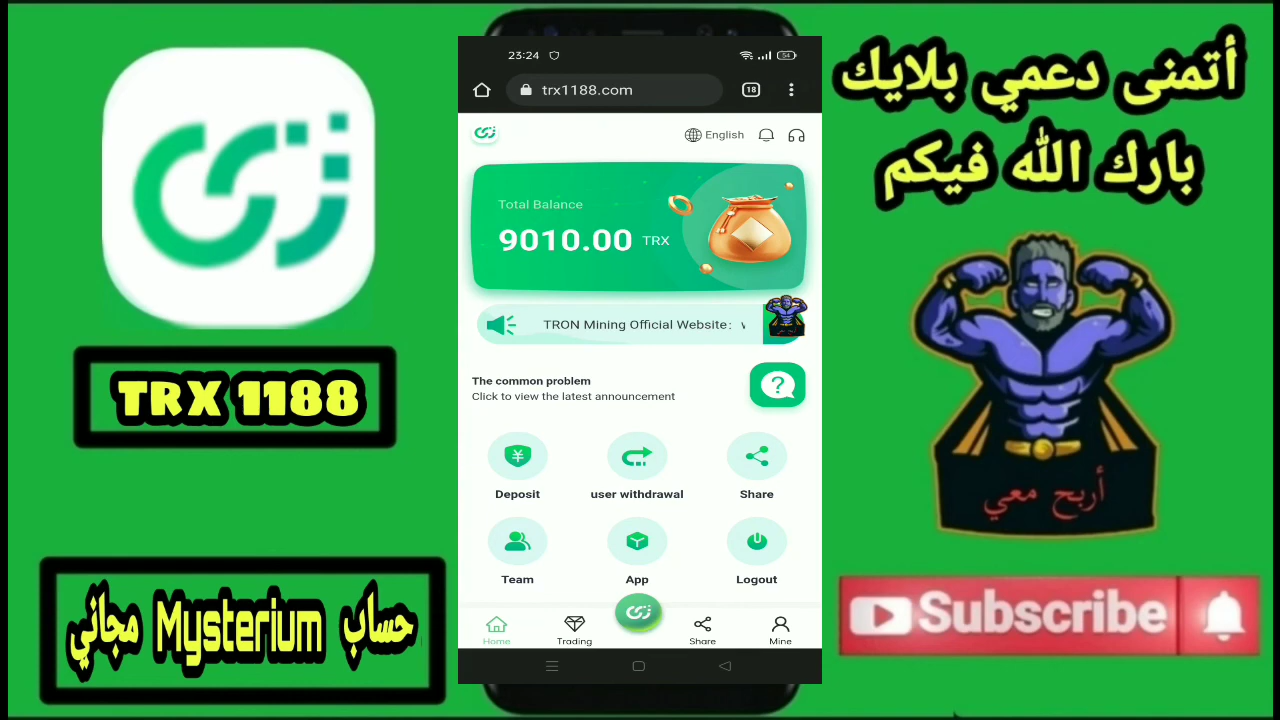 أتمنى دعمي بلايك
بارك الله فيكم
TRX 1188
حساب Mysterium مجاني
23:24
54
trx1188.com
18
English
Total Balance
9010.00 TRX
TRON Mining Official Website:
The common problem
Click to view the latest announcement
Deposit
user withdrawal
Share
Team
App
Logout
Home
Trading
Share
Mine
أربح معي
Subscribe